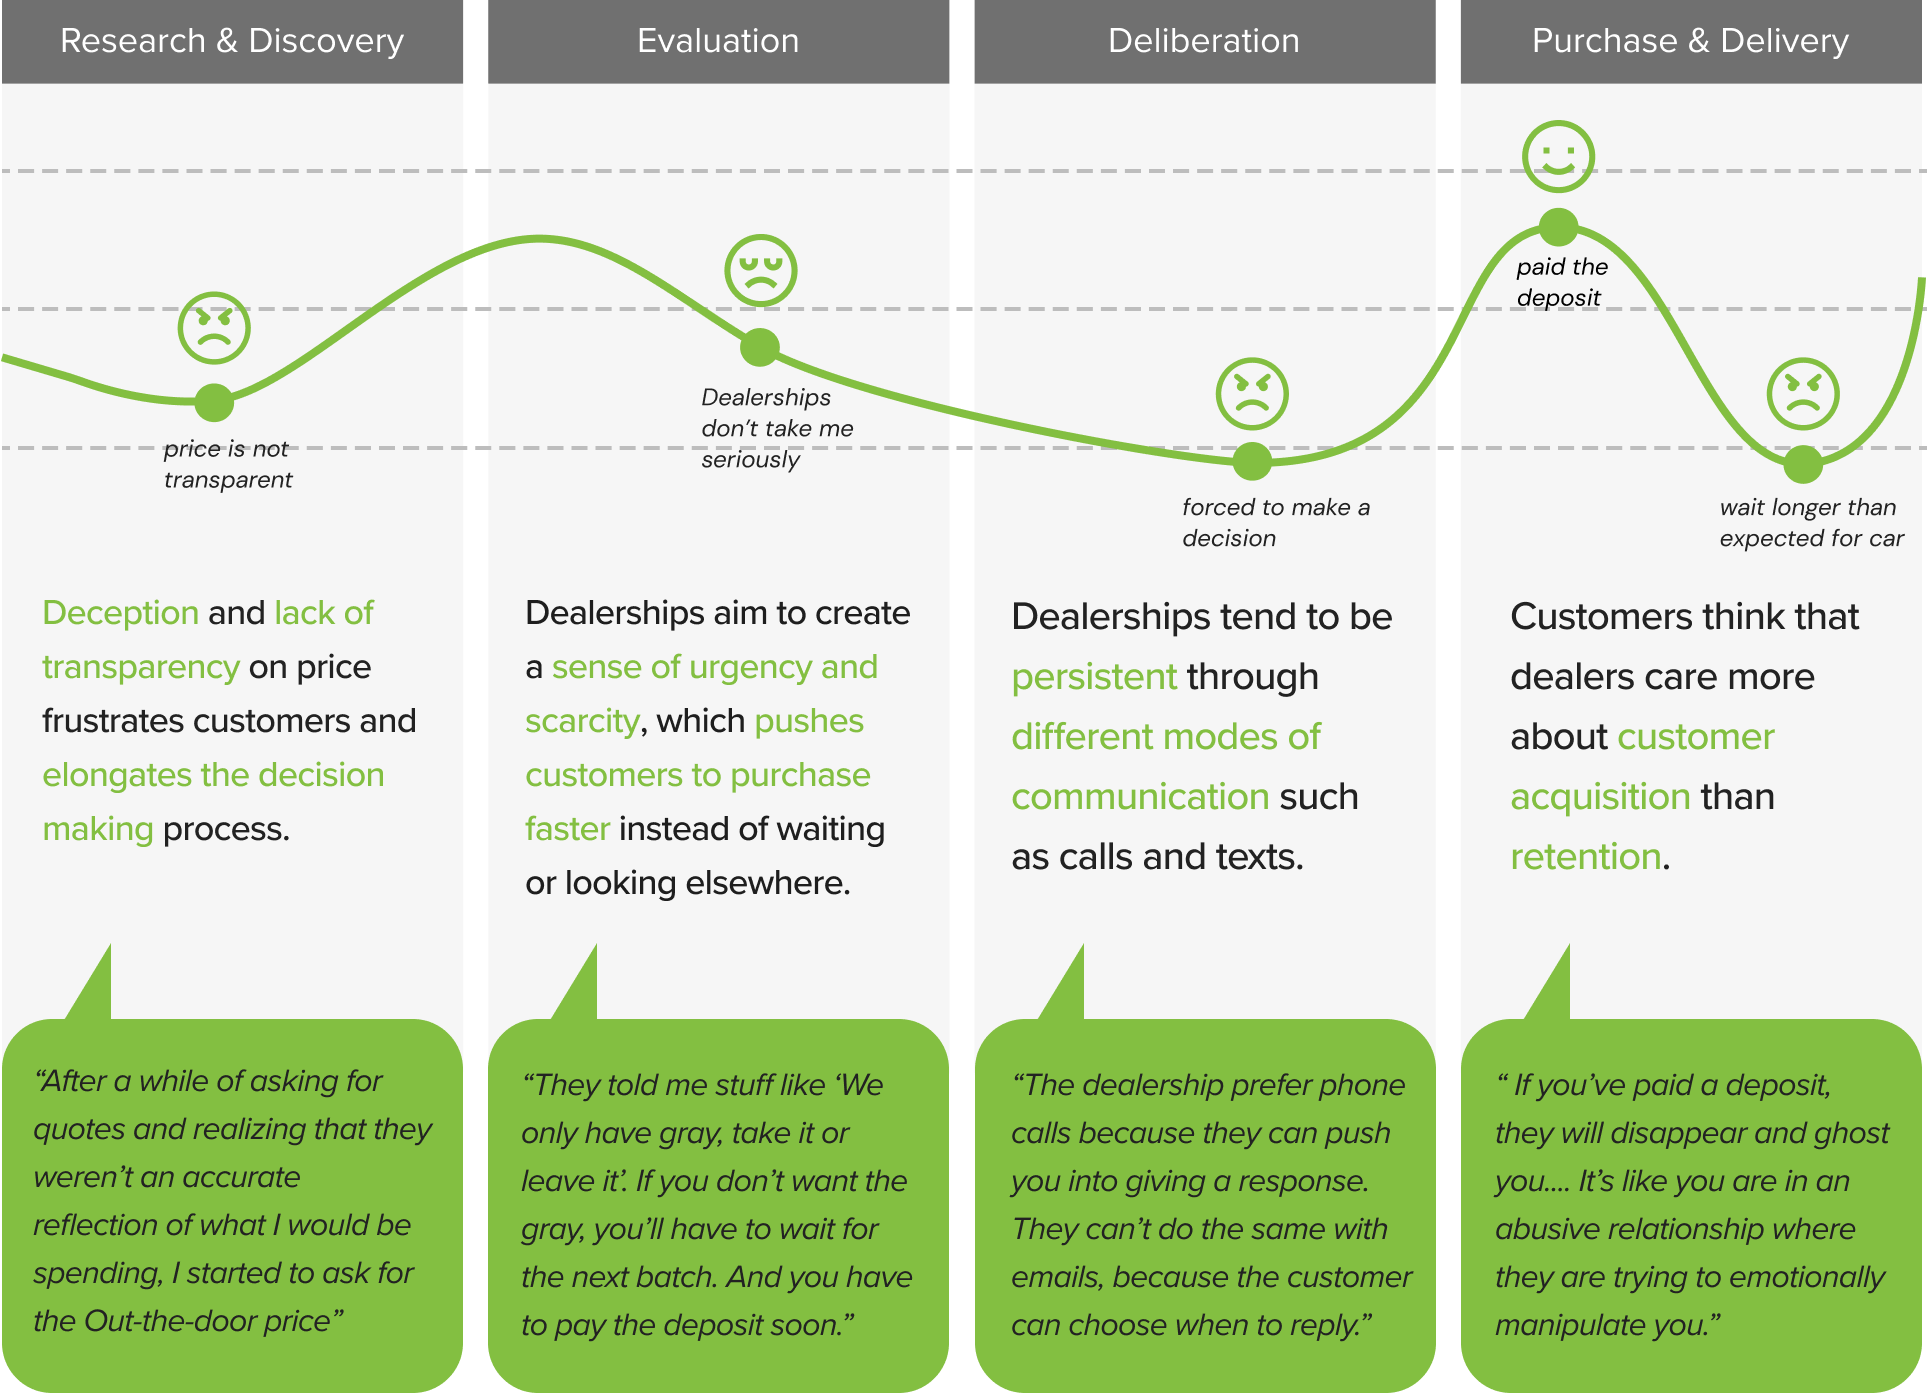 Research & Discovery
Evaluation
Deliberation
Purchase & Delivery
price is not
transparent
Dealerships
don’t take me
seriously
forced to make a
decision
paid the
deposit
wait longer than
expected for car
Deception and lack of
transparency on price
frustrates customers and
elongates the decision
making process.
Dealerships aim to create
a sense of urgency and
scarcity, which pushes
customers to purchase
faster instead of waiting
or looking elsewhere.
Dealerships tend to be
persistent through
different modes of
communication such
as calls and texts.
Customers think that
dealers care more
about customer
acquisition than
retention.
“After a while of asking for
quotes and realizing that they
weren’t an accurate
reflection of what I would be
spending, I started to ask for
the Out-the-door price”
“They told me stuff like ‘We
only have gray, take it or
leave it’. If you don’t want the
gray, you’ll have to wait for
the next batch. And you have
to pay the deposit soon.”
“The dealership prefer phone
calls because they can push
you into giving a response.
They can’t do the same with
emails, because the customer
can choose when to reply.”
“ If you’ve paid a deposit,
they will disappear and ghost
you.... It’s like you are in an
abusive relationship where
they are trying to emotionally
manipulate you.”